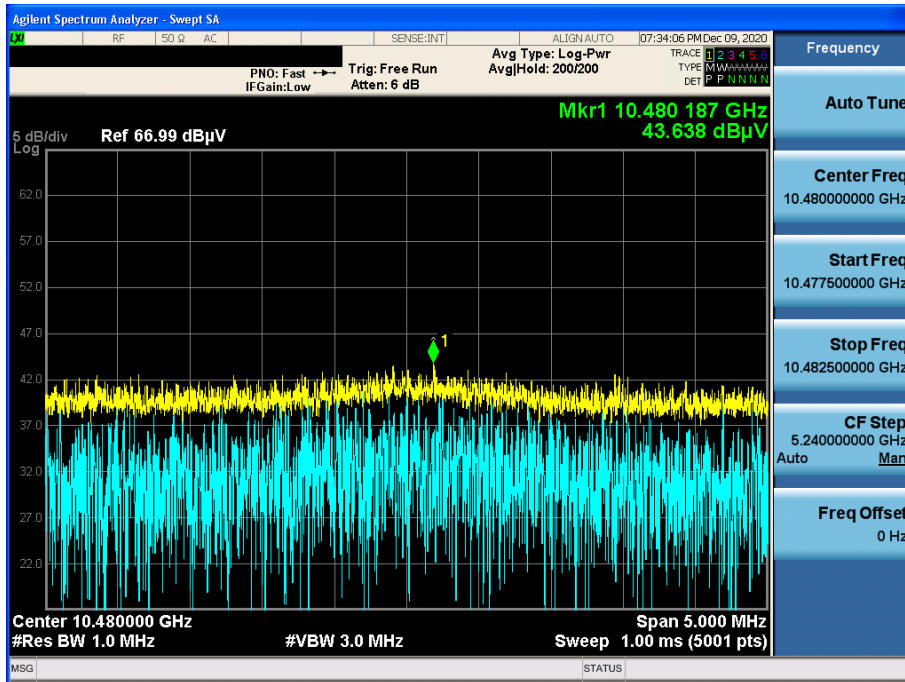 Agilent Spectrum Analyzer - Swept SA
LXI RF 50 Ω AC SENSE:INT ALIGN AUTO 07:34:06 PM Dec 09, 2020
Frequency
PNO: Fast Trig: Free Run Avg Type: Log-Pwr TRACE 1 2 3 4 5 6
IFGain:Low Atten: 6 dB Avg|Hold: 200/200 TYPE M W W W W W
DET P P N N N N
Auto Tune
Mkr1 10.480 187 GHz
43.638 dBµV
5 dB/div Ref 66.99 dBµV
Log
Center Freq
10.480000000 GHz
62.0
57.0
Start Freq
10.477500000 GHz
52.0
47.0
1
Stop Freq
10.482500000 GHz
42.0
37.0
CF Step
5.240000000 GHz
Auto Man
32.0
27.0
Freq Offset
0 Hz
22.0
Center 10.480000 GHz Span 5.000 MHz
#Res BW 1.0 MHz #VBW 3.0 MHz Sweep 1.00 ms (5001 pts)
MSG STATUS